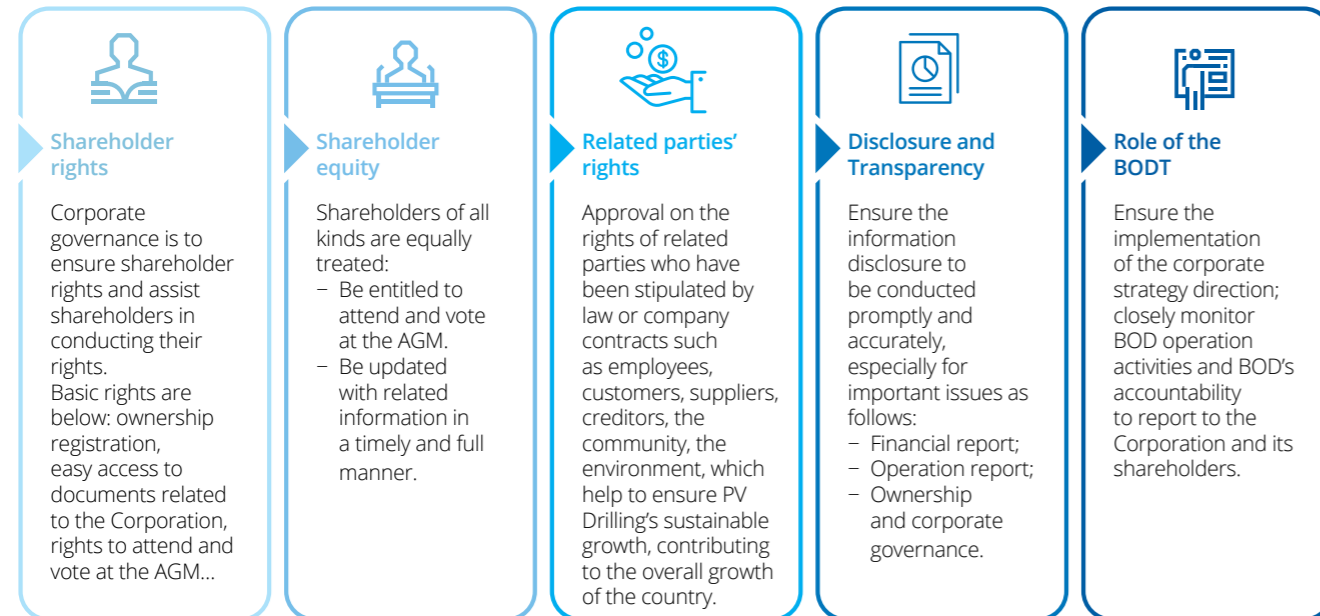 Shareholder
rights
Corporate
governance is to
ensure shareholder
rights and assist
shareholders in
conducting their
rights.
Basic rights are
below: ownership
registration,
easy access to
documents related
to the Corporation,
rights to attend and
vote at the AGM...
Shareholder
equity
Shareholders of all
kinds are equally
treated:
– Be entitled to
attend and vote
at the AGM.
– Be updated
with related
information in
a timely and full
manner.
Related parties’
rights
Approval on the
rights of related
parties who have
been stipulated by
law or company
contracts such
as employees,
customers, suppliers,
creditors, the
community, the
environment, which
help to ensure PV
Drilling’s sustainable
growth, contributing
to the overall growth
of the country.
Disclosure and
Transparency
Ensure the
information
disclosure to
be conducted
promptly and
accurately,
especially for
important issues as
follows:
– Financial report;
– Operation report;
– Ownership
and corporate
governance.
Role of the
BODT
Ensure the
implementation
of the corporate
strategy direction;
closely monitor
BOD operation
activities and BOD’s
accountability
to report to the
Corporation and its
shareholders.